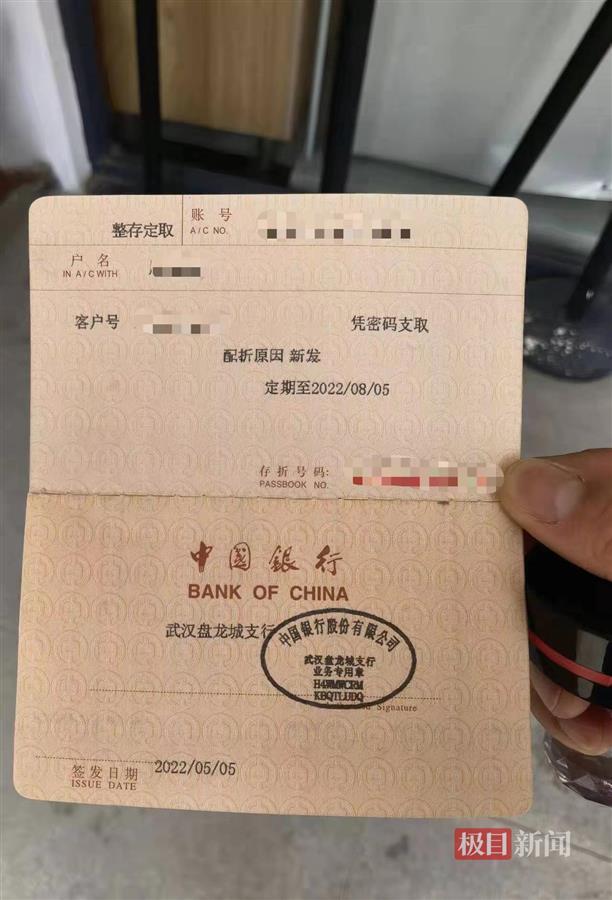 整存定取
账 号
A/C NO.
户 名
IN A/C WITH
客户号
凭密码支取
配折原因 新发
定期至2022/08/05
存折号码:
PASSBOOK NO.
中国銀行
BANK OF CHINA
武汉盘龙城支行
中国银行股份有限公司
武汉盘龙城支行
业务专用章
H4WMWCRM
KBQTLUDQ
Signature
签发日期 2022/05/05
ISSUE DATE
极目新闻